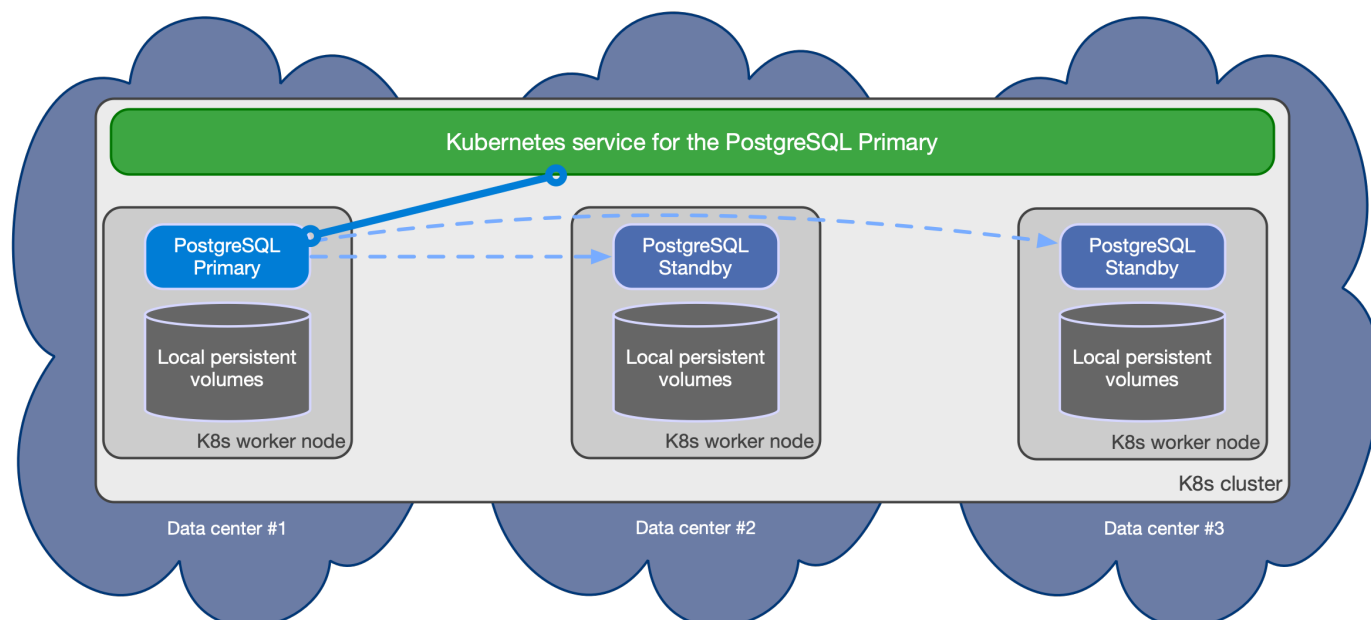 Kubernetes service for the PostgreSQL Primary
PostgreSQL
Primary
PostgreSQL
Standby
PostgreSQL
Standby
Local persistent
volumes
Local persistent
volumes
Local persistent
volumes
K8s worker node
K8s worker node
K8s worker node
K8s cluster
Data center #1
Data center #2
Data center #3